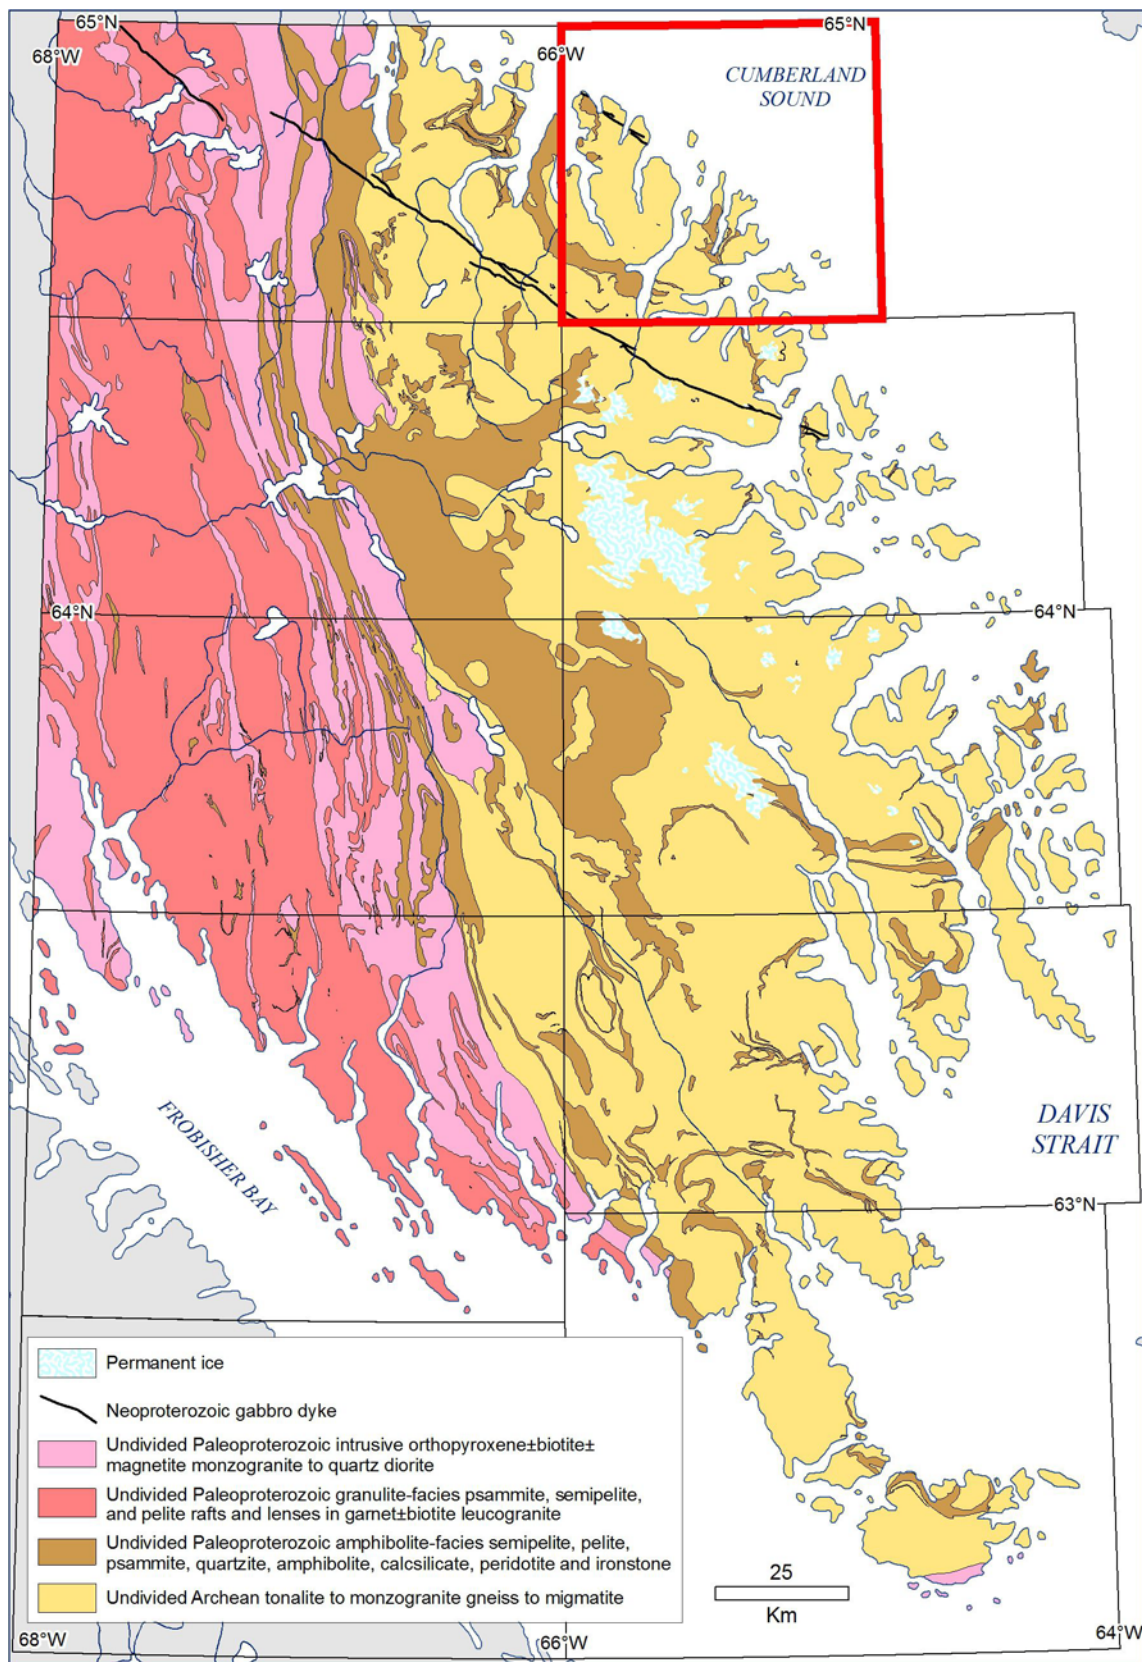 65°N
65°N
68°W
66°W
CUMBERLAND
SOUND
64°N
64°N
FROBISHER BAY
DAVIS
STRAIT
63°N
Permanent ice
Neoproterozoic gabbro dyke
Undivided Paleoproterozoic intrusive orthopyroxene±biotite±
magnetite monzogranite to quartz diorite
Undivided Paleoproterozoic granulite-facies psammite, semipelite,
and pelite rafts and lenses in garnet±biotite leucogranite
Undivided Paleoproterozoic amphibolite-facies semipelite, pelite,
psammite, quartzite, amphibolite, calcsilicate, peridotite and ironstone
Undivided Archean tonalite to monzogranite gneiss to migmatite
25
Km
68°W
66°W
64°W